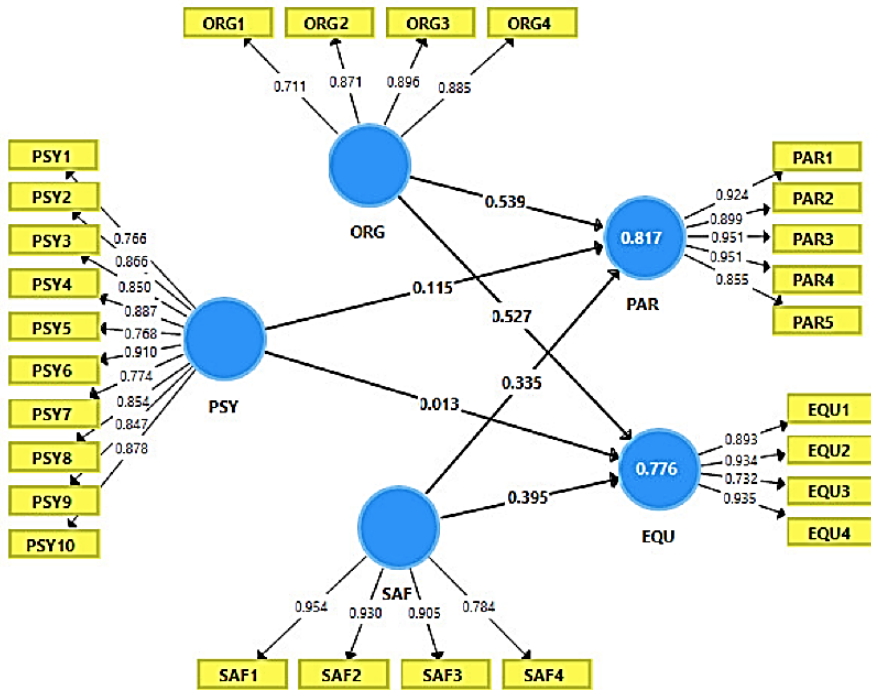 ORG1 ORG2 ORG3 ORG4
0.711 0.871 0.896 0.885
ORG
PSY1
PSY2
PSY3
PSY4
PSY5
PSY6
PSY7
PSY8
PSY9
PSY10
0.766
0.866
0.850
0.887
0.768
0.910
0.774
0.854
0.847
0.878
PSY
0.539
0.115
0.527
0.335
0.013
0.395
0.817
PAR
0.924
0.899
0.951
0.951
0.855
PAR1
PAR2
PAR3
PAR4
PAR5
0.776
EQU
0.893
0.934
0.732
0.935
EQU1
EQU2
EQU3
EQU4
SAF
0.954 0.930 0.905 0.784
SAF1 SAF2 SAF3 SAF4